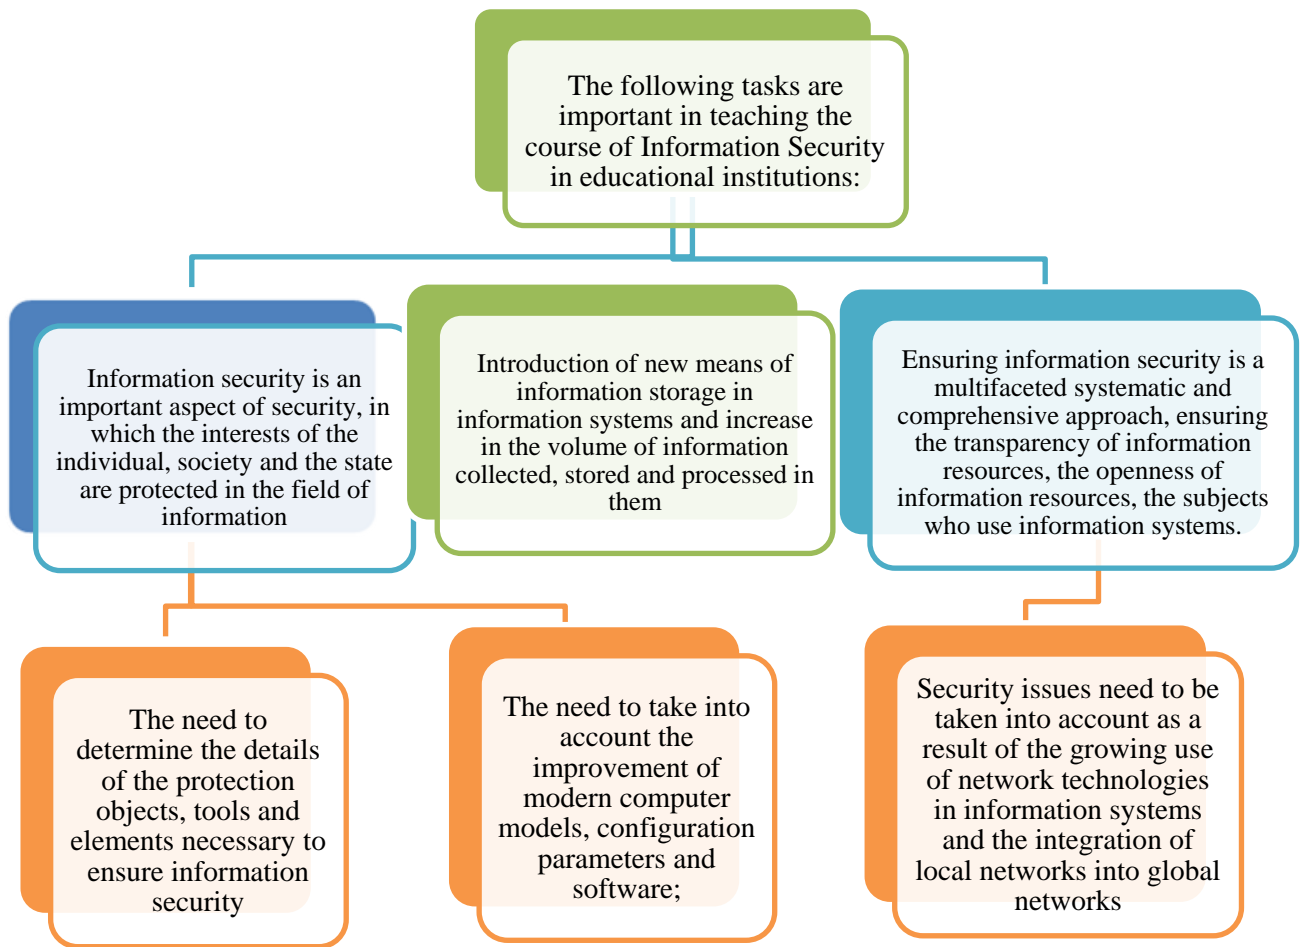 The following tasks are
important in teaching the
course of Information Security
in educational institutions:
Information security is an
important aspect of security, in
which the interests of the
individual, society and the state
are protected in the field of
information
Introduction of new means of
information storage in
information systems and increase
in the volume of information
collected, stored and processed in
them
Ensuring information security is a
multifaceted systematic and
comprehensive approach, ensuring
the transparency of information
resources, the openness of
information resources, the subjects
who use information systems.
The need to
determine the details
of the protection
objects, tools and
elements necessary to
ensure information
security
The need to take into
account the
improvement of
modern computer
models, configuration
parameters and
software;
Security issues need to be
taken into account as a
result of the growing use
of network technologies
in information systems
and the integration of
local networks into global
networks